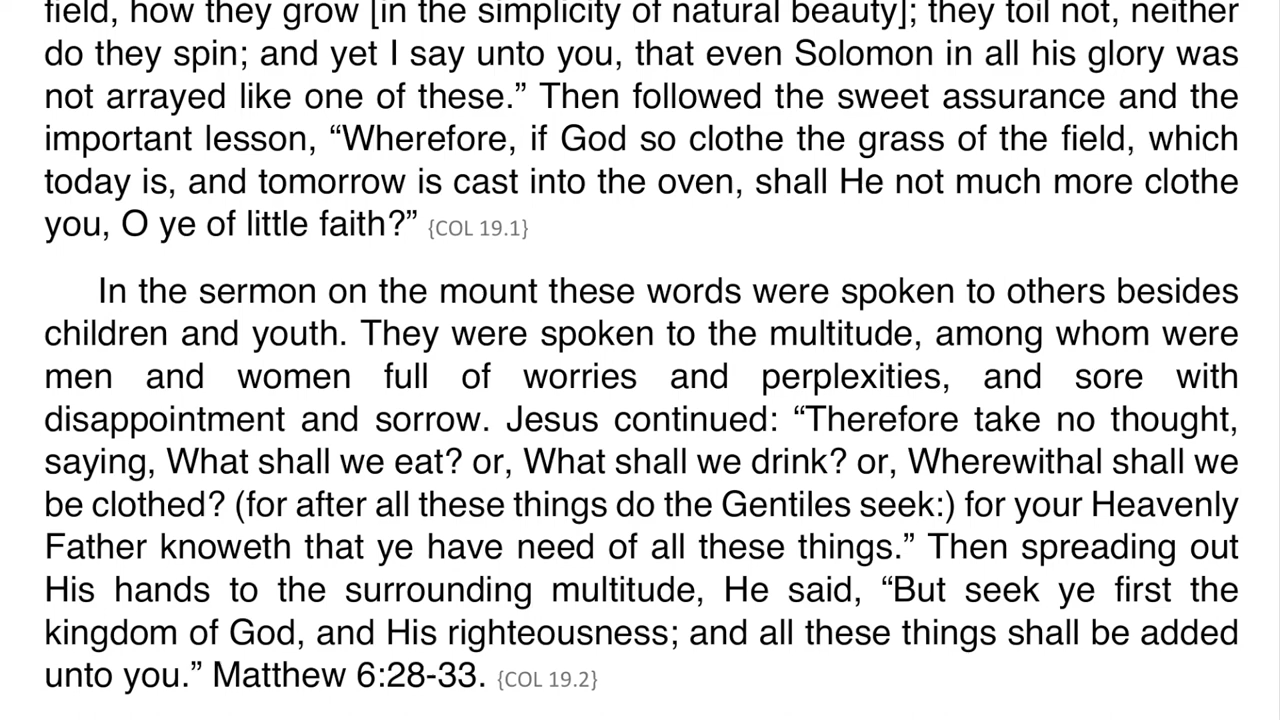 field, how they grow [in the simplicity of natural beauty]; they toil not, neither
do they spin; and yet I say unto you, that even Solomon in all his glory was
not arrayed like one of these.” Then followed the sweet assurance and the
important lesson, “Wherefore, if God so clothe the grass of the field, which
today is, and tomorrow is cast into the oven, shall He not much more clothe
you, O ye of little faith?” {COL 19.1}
In the sermon on the mount these words were spoken to others besides
children and youth. They were spoken to the multitude, among whom were
men and women full of worries and perplexities, and sore with
disappointment and sorrow. Jesus continued: “Therefore take no thought,
saying, What shall we eat? or, What shall we drink? or, Wherewithal shall we
be clothed? (for after all these things do the Gentiles seek:) for your Heavenly
Father knoweth that ye have need of all these things.” Then spreading out
His hands to the surrounding multitude, He said, “But seek ye first the
kingdom of God, and His righteousness; and all these things shall be added
unto you.” Matthew 6:28-33. {COL 19.2}